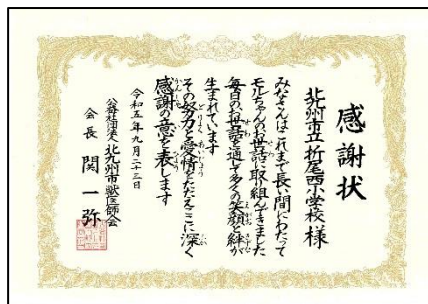 感謝状
北九州市立折尾西小学校 様
みなさんはこれまで長い間にわたって
モルちゃんのお世話に取り組んできました
毎日のお世話を通して多くの笑顔と絆が
生まれています
その努力と愛情をたたえここに深く
感謝の意を表します
令和五年九月二十三日
公益社団法人北九州市獣医師会
会長 関 一弥